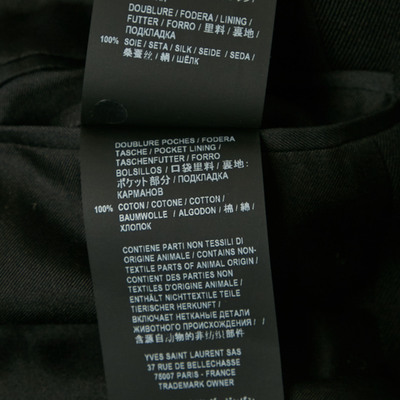 DOUBLURE / FODERA / LINING /
FUTTER / FORRO / 里料 / 裏地 /
ПОДКЛАДКА
100% SOIE / SETA / SILK / SEIDE / SEDA /
桑蚕丝 / 絹 / ШЁЛК
DOUBLURE POCHES / FODERA
TASCHE / POCKET LINING /
TASCHENFUTTER / FORRO
BOLSILLOS / 口袋里料 / 裏地:
ポケット部分 / ПОДКЛАДКА
КАРМАНОВ
100% COTON / COTONE / COTTON /
BAUMWOLLE / ALGODON / 棉 / 綿 /
ХЛОПОК
CONTIENE PARTI NON TESSILI DI
ORIGINE ANIMALE / CONTAINS NON-
TEXTILE PARTS OF ANIMAL ORIGIN /
CONTIENT DES PARTIES NON
TEXTILES D'ORIGINE ANIMALE /
ENTHÄLT NICHTTEXTILE TEILE
TIERISCHER HERKUNFT /
ВКЛЮЧАЕТ НЕТКАНЫЕ ДЕТАЛИ
ЖИВОТНОГО ПРОИСХОЖДЕНИЯ /
含源自动物的非纺织部件
YVES SAINT LAURENT SAS
37 RUE DE BELLECHASSE
75007 PARIS - FRANCE
TRADEMARK OWNER